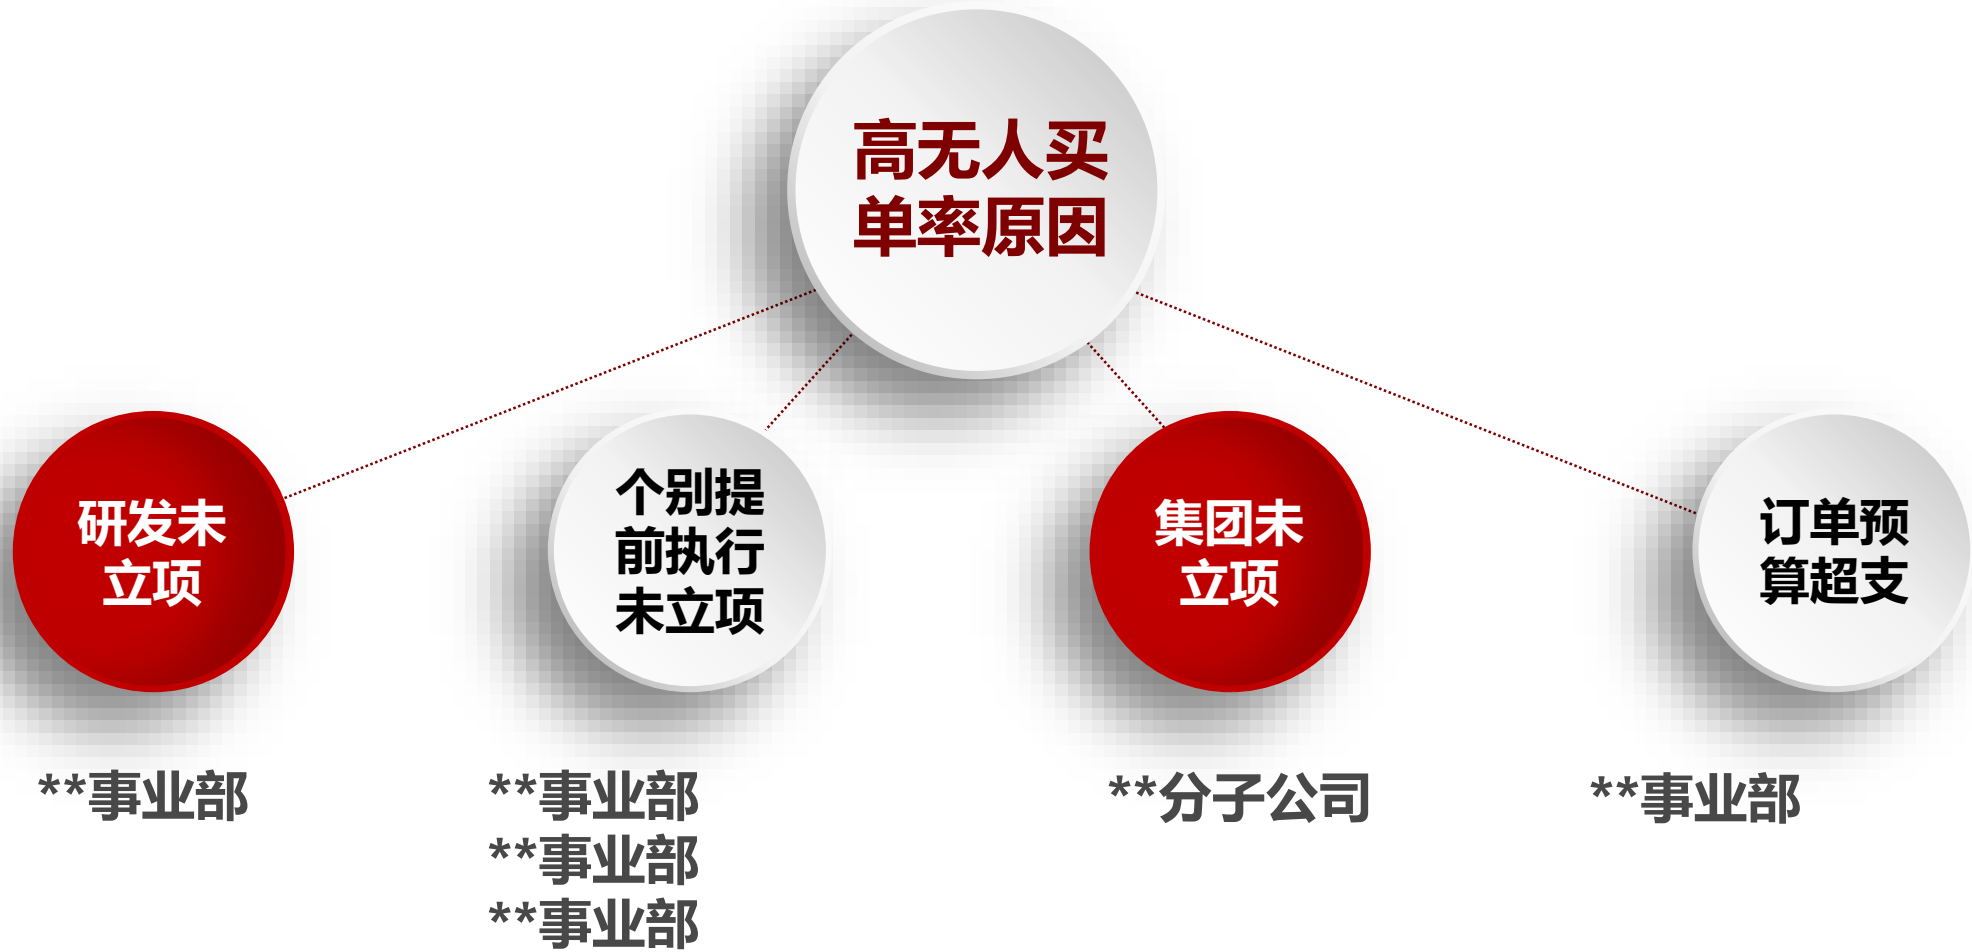 高无人买
单率原因
研发未
立项
个别提
前执行
未立项
集团未
立项
订单预
算超支
**事业部
**事业部
**事业部
**事业部
**分子公司
**事业部